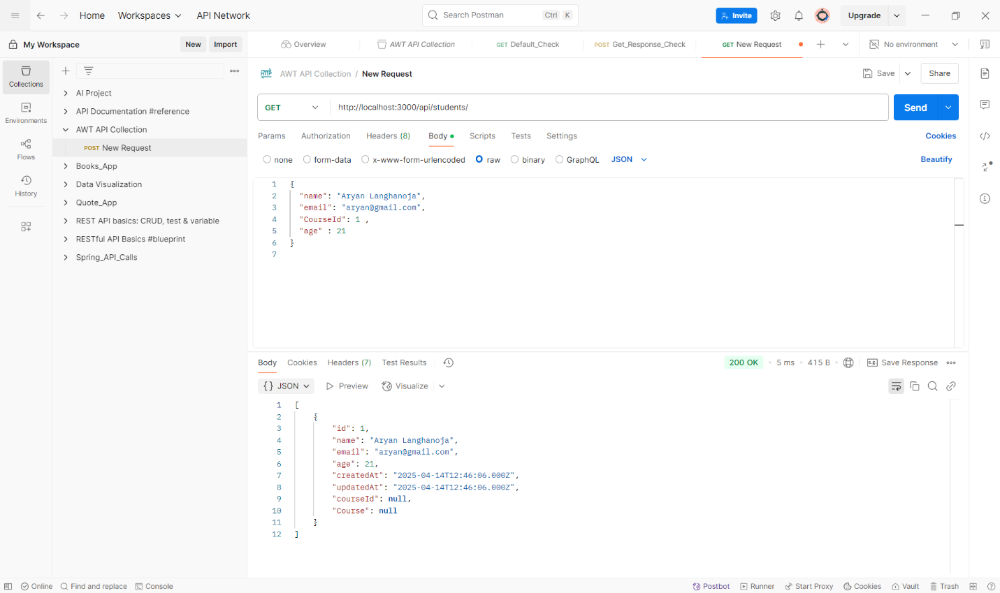 Home Workspaces API Network Search Postman Ctrl K Invite Upgrade
My Workspace New Import Overview AWT API Collection GET Default_Check POST Get_Response_Check GET New Request No environment
Collections
Environments
Flows
History
AI Project
API Documentation #reference
AWT API Collection
POST New Request
Books_App
Data Visualization
Quote_App
REST API basics: CRUD, test & variable
RESTful API Basics #blueprint
Spring_API_Calls
HTTP AWT API Collection / New Request Save Share
GET http://localhost:3000/api/students/ Send
Params Authorization Headers (8) Body Scripts Tests Settings Cookies
none form-data x-www-form-urlencoded raw binary GraphQL JSON Beautify
1 {
2 "name": "Aryan Langhanoja",
3 "email": "aryan@gmail.com",
4 "CourseId": 1 ,
5 "age" : 21
6 }
7
Body Cookies Headers (7) Test Results 200 OK 5 ms 415 B e.g. Save Response
{} JSON Preview Visualize
1 [
2 {
3 "id": 1,
4 "name": "Aryan Langhanoja",
5 "email": "aryan@gmail.com",
6 "age": 21,
7 "createdAt": "2025-04-14T12:46:06.000Z",
8 "updatedAt": "2025-04-14T12:46:06.000Z",
9 "courseId": null,
10 "Course": null
11 }
12 ]
Online Find and replace Console Postbot Runner Start Proxy Cookies Vault Trash